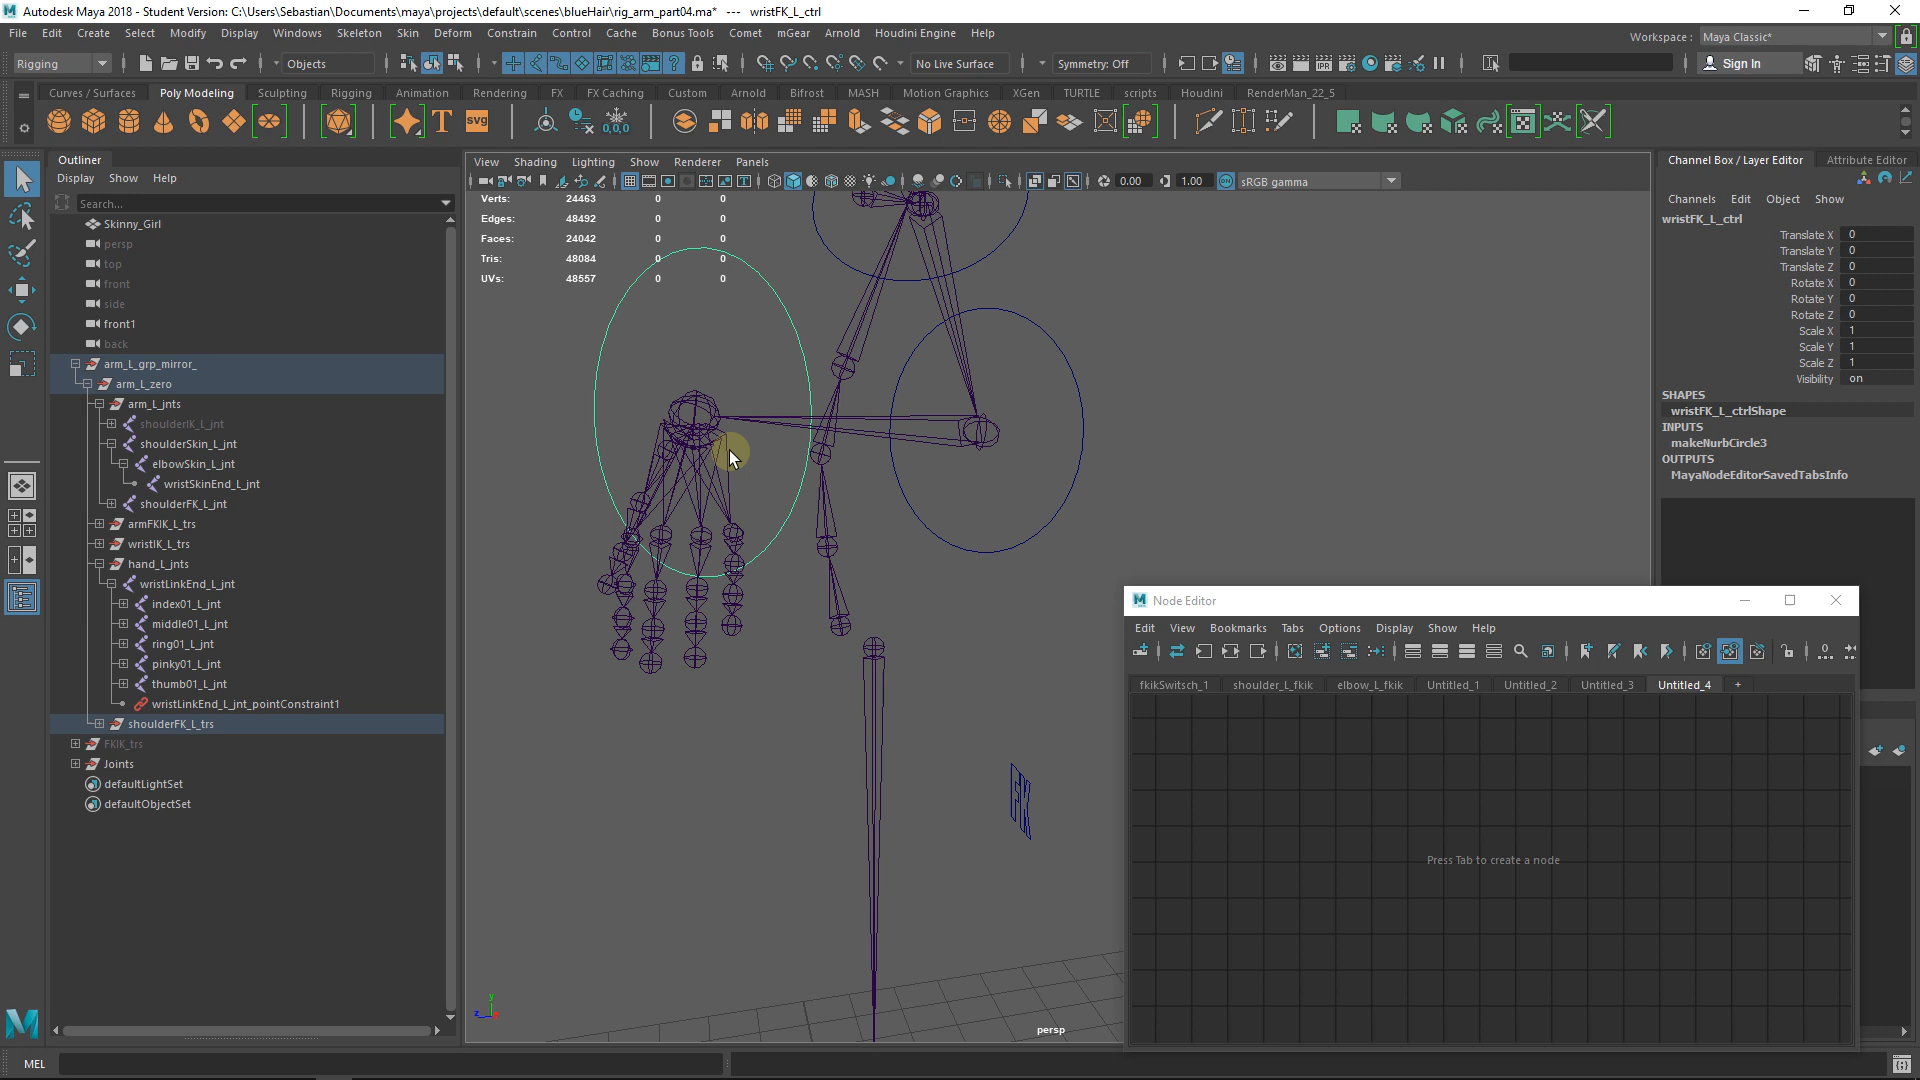 Autodesk Maya 2018 - Student Version: C:\Users\Sebastian\Documents\maya\projects\default\scenes\blueHair\rig_arm_part04.ma* --- wristFK_L_ctrl
File Edit Create Select Modify Display Windows Skeleton Skin Deform Constrain Control Cache Bonus Tools Comet mGear Arnold Houdini Engine Help
Workspace : Maya Classic*
Rigging Objects No Live Surface Symmetry: Off Sign In
Curves / Surfaces Poly Modeling Sculpting Rigging Animation Rendering FX FX Caching Custom Arnold Bifrost MASH Motion Graphics XGen TURTLE scripts Houdini RenderMan_22_5
T SVG 0,0,0
Outliner
Display Show Help
Search...
Skinny_Girl
persp
top
front
side
front1
back
arm_L_grp_mirror_
arm_L_zero
arm_L_jnts
shoulderIK_L_jnt
shoulderSkin_L_jnt
elbowSkin_L_jnt
wristSkinEnd_L_jnt
shoulderFK_L_jnt
armFKIK_L_trs
wristIK_L_trs
hand_L_jnts
wristLinkEnd_L_jnt
index01_L_jnt
middle01_L_jnt
ring01_L_jnt
pinky01_L_jnt
thumb01_L_jnt
wristLinkEnd_L_jnt_pointConstraint1
shoulderFK_L_trs
FKIK_trs
Joints
defaultLightSet
defaultObjectSet
View Shading Lighting Show Renderer Panels
0.00 1.00 ON sRGB gamma
Verts: 24463 0 0
Edges: 48492 0 0
Faces: 24042 0 0
Tris: 48084 0 0
UVs: 48557 0 0
FK
y
z
persp
Channel Box / Layer Editor Attribute Editor
Channels Edit Object Show
wristFK_L_ctrl
Translate X 0
Translate Y 0
Translate Z 0
Rotate X 0
Rotate Y 0
Rotate Z 0
Scale X 1
Scale Y 1
Scale Z 1
Visibility on
SHAPES
wristFK_L_ctrlShape
INPUTS
makeNurbCircle3
OUTPUTS
MayaNodeEditorSavedTabsInfo
Node Editor
Edit View Bookmarks Tabs Options Display Show Help
fkikSwitsch_1 shoulder_L_fkik elbow_L_fkik Untitled_1 Untitled_2 Untitled_3 Untitled_4 +
Press Tab to create a node
MEL